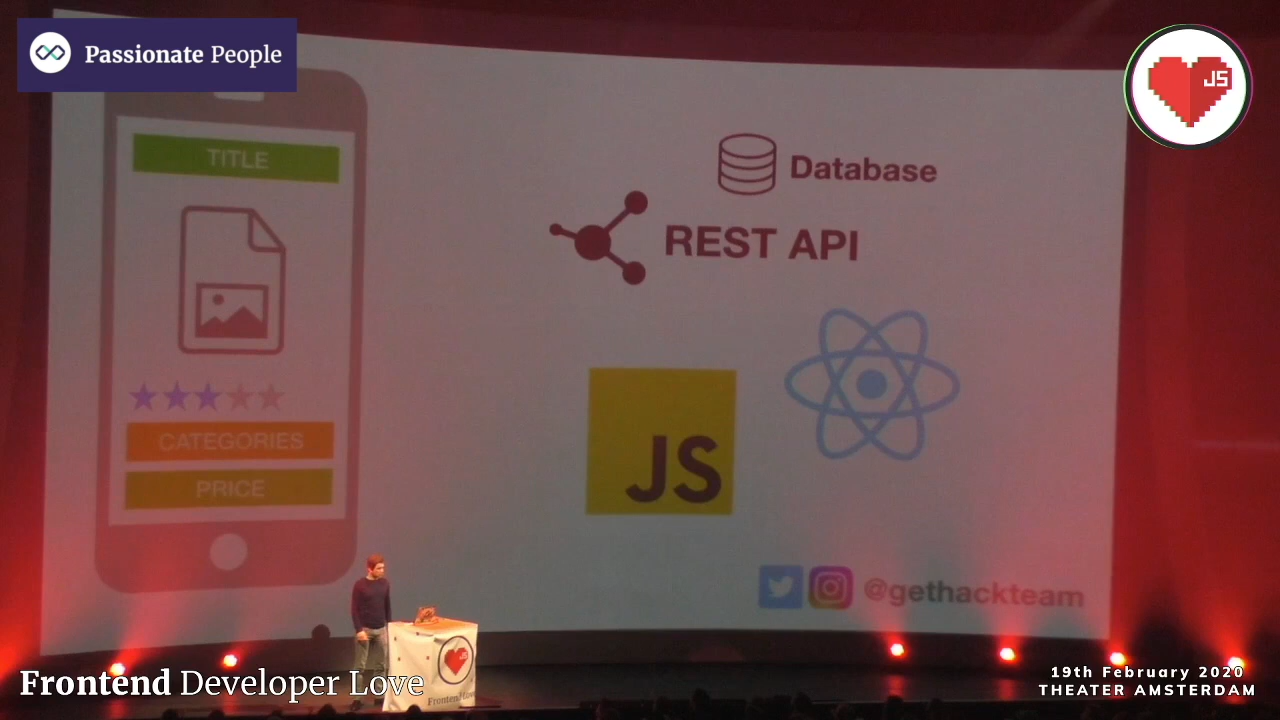 Passionate People
JS
TITLE
Database
REST API
CATEGORIES
PRICE
JS
@gethackteam
Frontend Developer Love
19th February 2020
THEATER AMSTERDAM